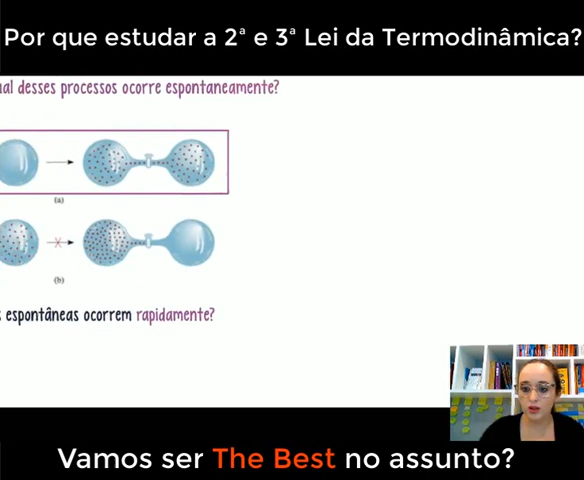 Por que estudar a 2ª e 3ª Lei da Termodinâmica?
desses processos ocorre espontaneamente?
(a)
(b)
espontâneas ocorrem rapidamente?
Vamos ser The Best no assunto?